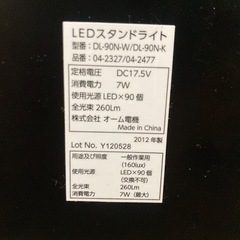 LEDスタンドライト
型番：DL-90N-W/DL-90N-K
品番：04-2327/04-2477
定格電圧 DC17.5V
消費電力 7W
使用光源 LED×90個
全光束 260Lm
株式会社 オーム電機
MADE IN CHINA
2012年製
Lot No. Y120528
用途及び照度 一般作業用
(160lux)
使用光源 LED×90個
(交換不可)
全光束 260Lm
消費電力 7W（最大）